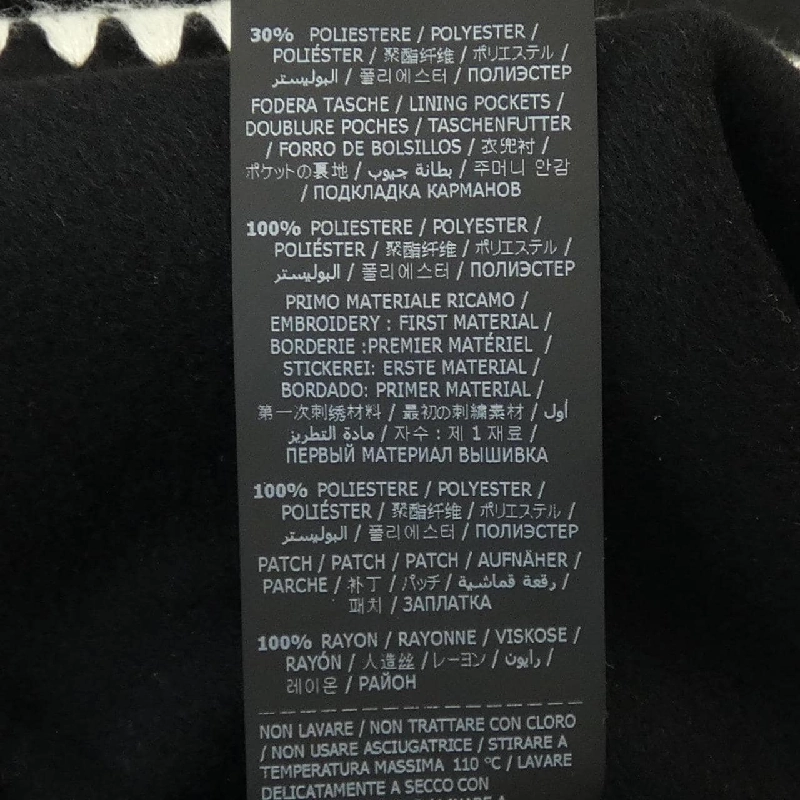 30% POLIESTERE / POLYESTER /
POLIÉSTER / 聚酯纤维 / ポリエステル /
البوليستر / 폴리에스터 / ПОЛИЭСТЕР
FODERA TASCHE / LINING POCKETS /
DOUBLURE POCHES / TASCHENFUTTER
/ FORRO DE BOLSILLOS / 衣兜衬 /
ポケットの裏地 / بطانة جيوب / 주머니 안감
/ ПОДКЛАДКА КАРМАНОВ
100% POLIESTERE / POLYESTER /
POLIÉSTER / 聚酯纤维 / ポリエステル /
البوليستر / 폴리에스터 / ПОЛИЭСТЕР
PRIMO MATERIALE RICAMO /
EMBROIDERY : FIRST MATERIAL /
BORDERIE :PREMIER MATÉRIEL /
STICKEREI: ERSTE MATERIAL /
BORDADO: PRIMER MATERIAL /
第一次刺绣材料 / 最初の刺繍素材 / أول
مادة التطريز / 자수 : 제 1 재료 /
ПЕРВЫЙ МАТЕРИАЛ ВЫШИВКА
100% POLIESTERE / POLYESTER /
POLIÉSTER / 聚酯纤维 / ポリエステル /
البوليستر / 폴리에스터 / ПОЛИЭСТЕР
PATCH / PATCH / PATCH / AUFNÄHER /
PARCHE / 补丁 / パッチ / رقعة قماشية /
패치 / ЗАПЛАТКА
100% RAYON / RAYONNE / VISKOSE /
RAYÓN / 人造丝 / レーヨン / رايون /
레이온 / РАЙОН
NON LAVARE / NON TRATTARE CON CLORO
/ NON USARE ASCIUGATRICE / STIRARE A
TEMPERATURA MASSIMA 110 °C / LAVARE
DELICATAMENTE A SECCO CON